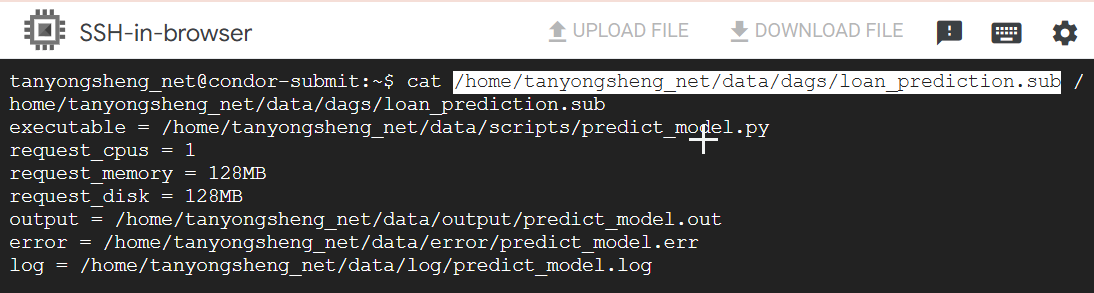 SSH-in-browser
UPLOAD FILE
DOWNLOAD FILE
tanyongsheng_net@condor-submit:~$ cat /home/tanyongsheng_net/data/dags/loan_prediction.sub /
home/tanyongsheng_net/data/dags/loan_prediction.sub
executable = /home/tanyongsheng_net/data/scripts/predict_model.py
request_cpus = 1
request_memory = 128MB
request_disk = 128MB
output = /home/tanyongsheng_net/data/output/predict_model.out
error = /home/tanyongsheng_net/data/error/predict_model.err
log = /home/tanyongsheng_net/data/log/predict_model.log